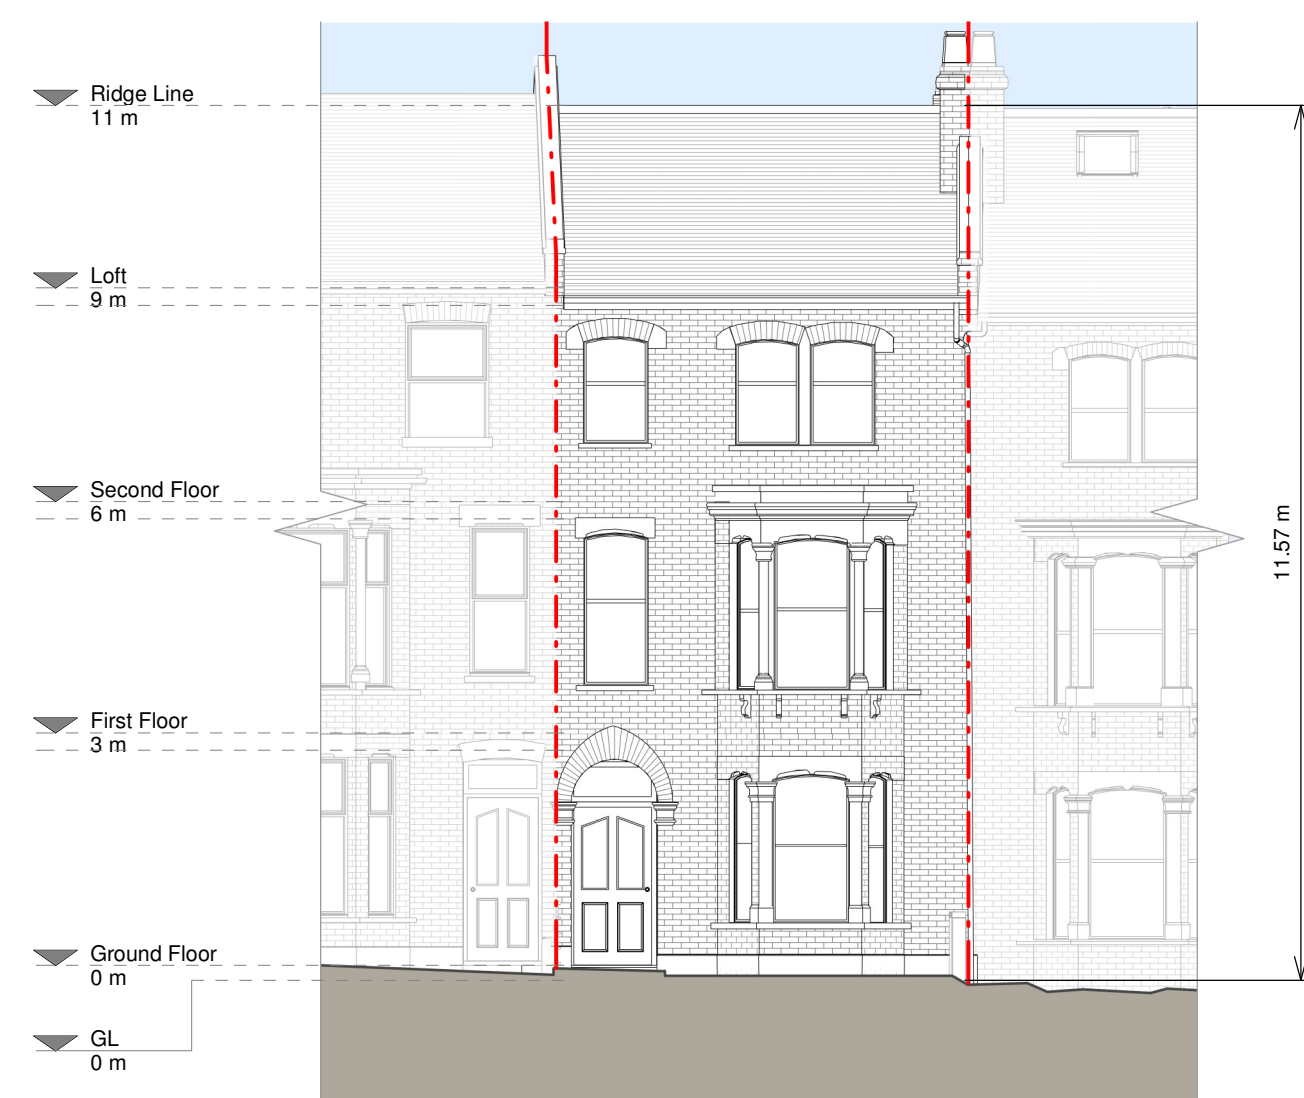 Ridge Line
11 m
Loft
9 m
Second Floor
6 m
11.57 m
First Floor
3 m
Ground Floor
0 m
GL
0 m